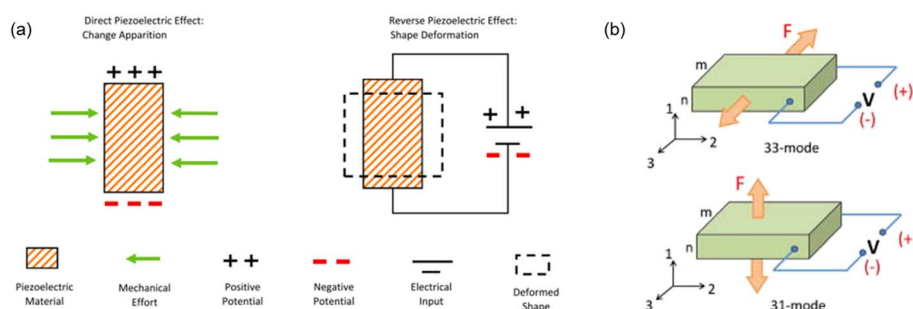 (a)
Direct Piezoelectric Effect:
Change Apparition
+ + +
Reverse Piezoelectric Effect:
Shape Deformation
+ +
Piezoelectric
Material
Mechanical
Effort
+ +
Positive
Potential
Negative
Potential
Electrical
Input
Deformed
Shape
(b)
F
m
n
V
(+)
(-)
1
2
3
33-mode
F
m
n
V
(+
(-)
1
2
3
31-mode